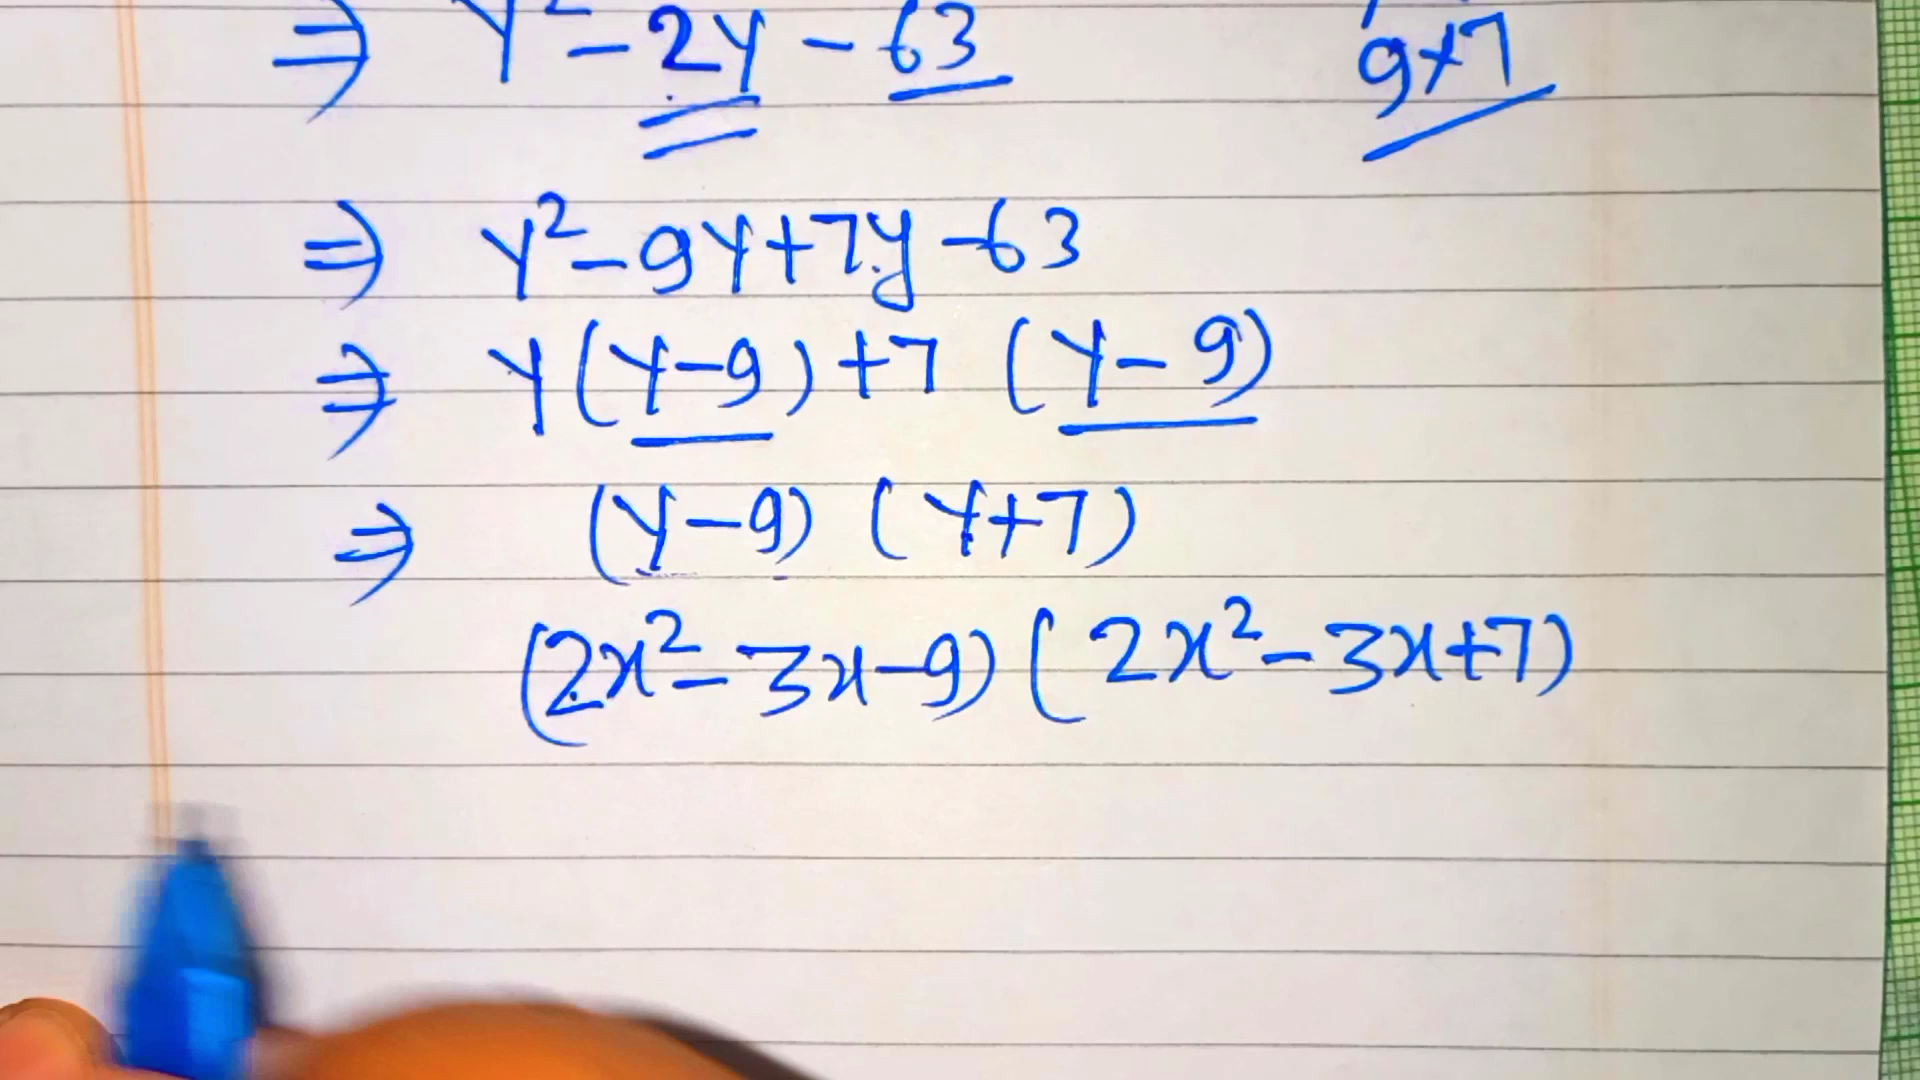 ⇒ y² - 2y - 63
9×7
⇒ y² - 9y + 7y - 63
⇒ y(y-9) + 7 (y-9)
⇒ (y-9) (y+7)
(2x² - 3x - 9) (2x² - 3x + 7)